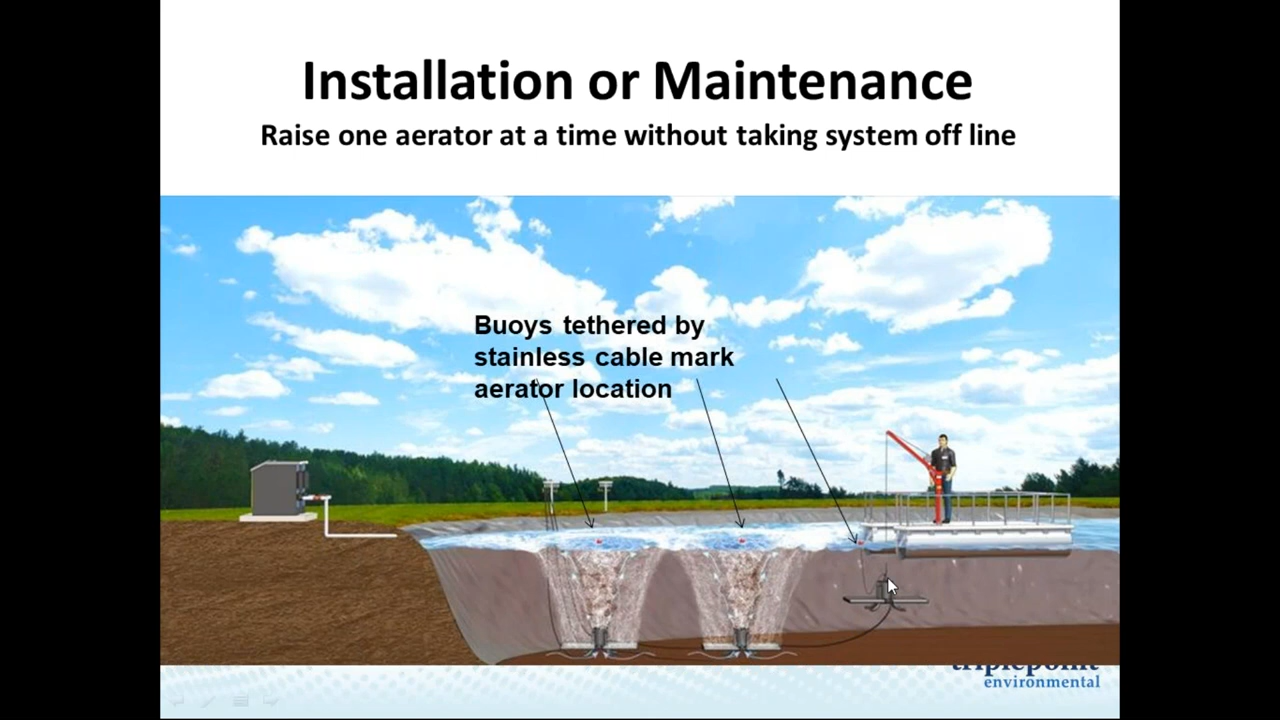 Installation or Maintenance
Raise one aerator at a time without taking system off line
Buoys tethered by
stainless cable mark
aerator location
triplepoint
environmental